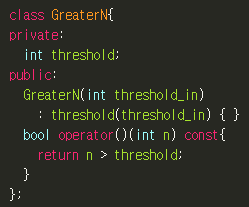 class GreaterN{
private:
  int threshold;
public:
  GreaterN(int threshold_in)
    : threshold(threshold_in) { }
  bool operator()(int n) const{
    return n > threshold;
  }
};